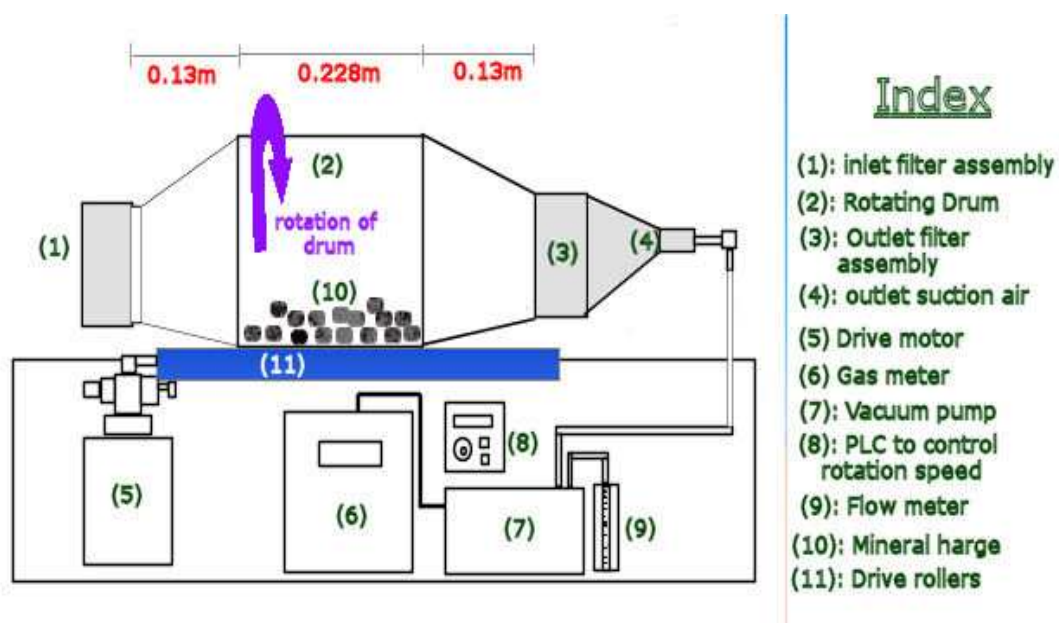 0.13m 0.228m 0.13m
(2)
rotation of
drum
(1)
(3)
(4)
(10)
(11)
(5)
(6)
(8)
(7)
(9)
Index
(1): inlet filter assembly
(2): Rotating Drum
(3): Outlet filter
assembly
(4): outlet suction air
(5) Drive motor
(6) Gas meter
(7): Vacuum pump
(8): PLC to control
rotation speed
(9): Flow meter
(10): Mineral harge
(11): Drive rollers